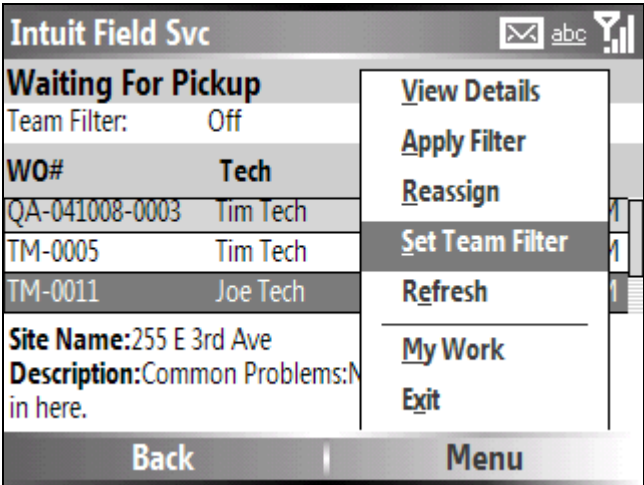 Intuit Field Svc abc
Waiting For Pickup
Team Filter: Off
WO# Tech
QA-041008-0003 Tim Tech
TM-0005 Tim Tech
TM-0011 Joe Tech
Site Name:255 E 3rd Ave
Description:Common Problems:
in here.
View Details
Apply Filter
Reassign
Set Team Filter
Refresh
My Work
Exit
Back Menu